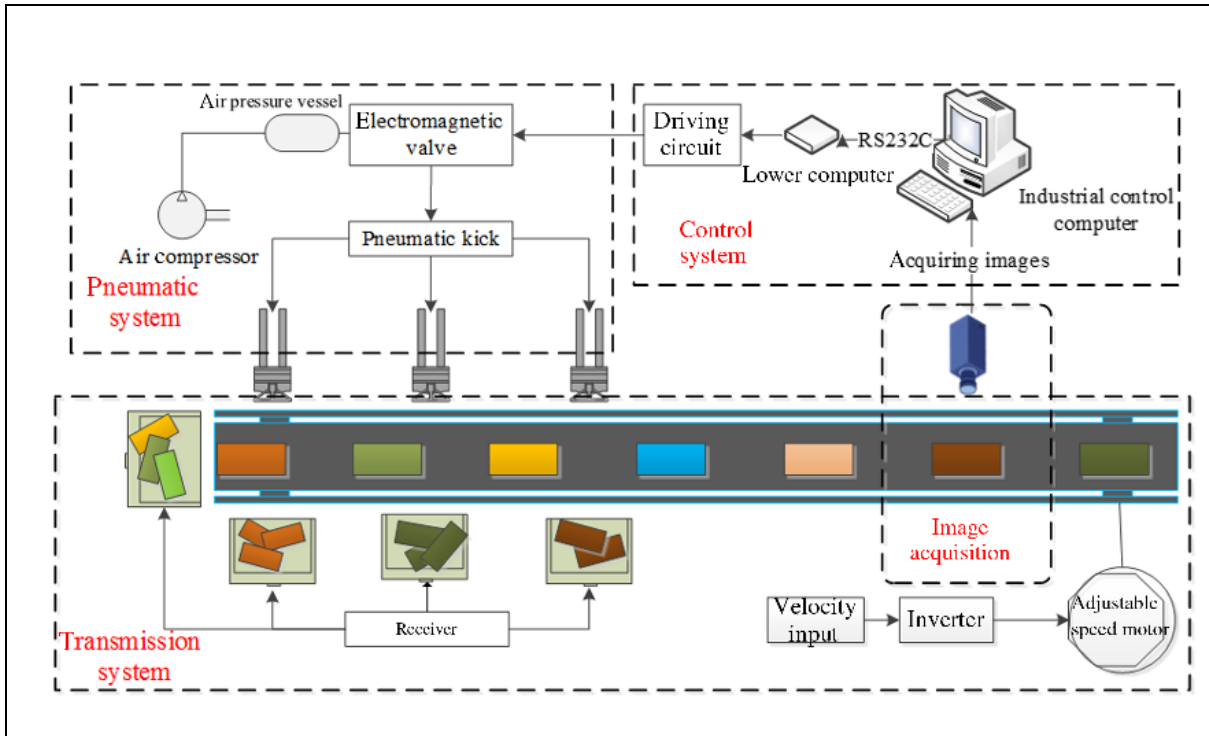 Air pressure vessel
Electromagnetic
valve
Driving
circuit
RS232C
Lower computer
Industrial control
computer
Air compressor
Pneumatic kick
Control
system
Acquiring images
Pneumatic
system
Image
acquisition
Receiver
Velocity
input
Inverter
Adjustable
speed motor
Transmission
system